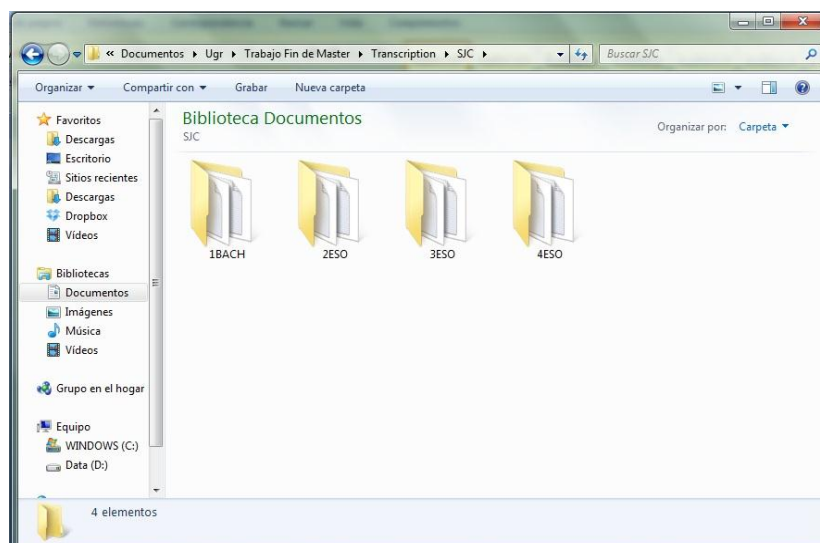 « Documentos Ugr Trabajo Fin de Master Transcription SJC
Buscar SJC
Organizar Compartir con Grabar Nueva carpeta
Favoritos
Descargas
Escritorio
Sitios recientes
Descargas
Dropbox
Vídeos
Bibliotecas
Documentos
Imágenes
Música
Vídeos
Grupo en el hogar
Equipo
WINDOWS (C:)
Data (D:)
Biblioteca Documentos
SJC
Organizar por: Carpeta
1BACH 2ESO 3ESO 4ESO
4 elementos